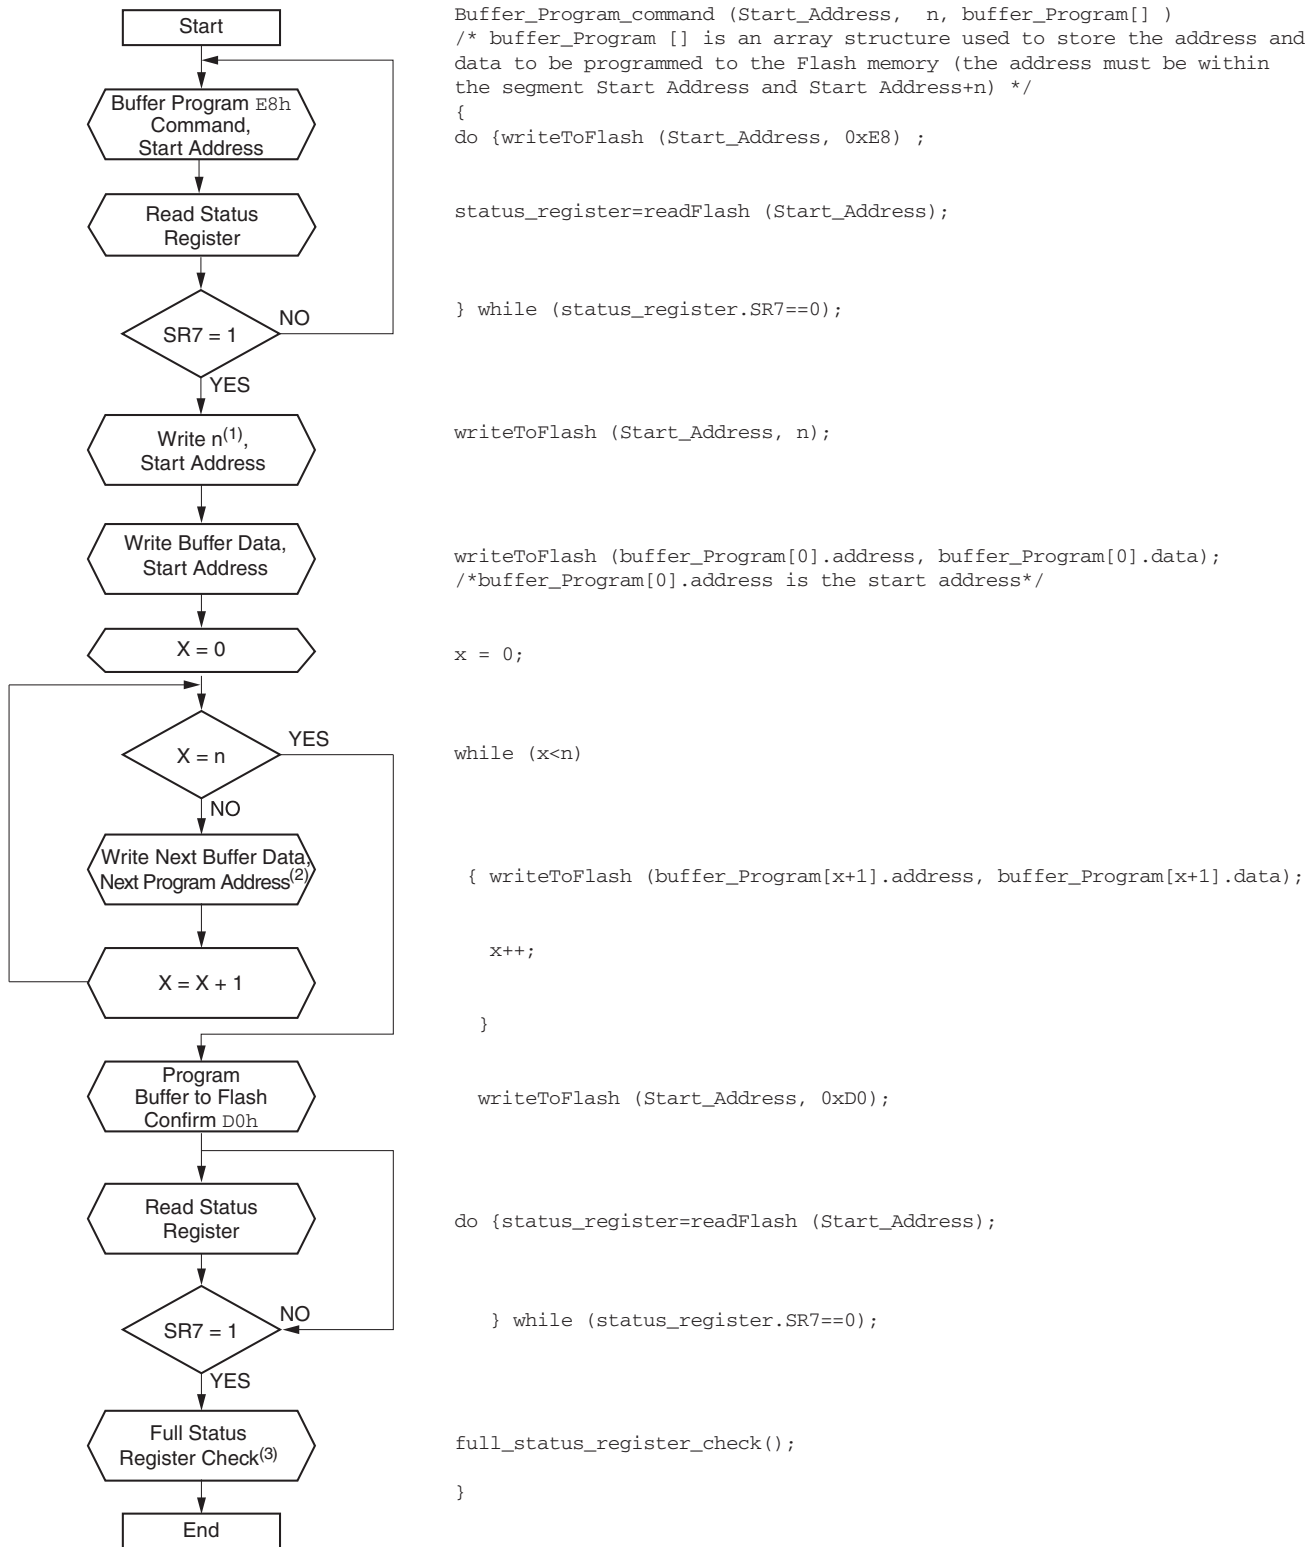 Start
Buffer Program E8h
Command,
Start Address
Read Status
Register
SR7 = 1
NO
YES
Write n(1),
Start Address
Write Buffer Data,
Start Address
X = 0
X = n
YES
NO
Write Next Buffer Data,
Next Program Address(2)
X = X + 1
Program
Buffer to Flash
Confirm D0h
Read Status
Register
SR7 = 1
NO
YES
Full Status
Register Check(3)
End
Buffer_Program_command (Start_Address, n, buffer_Program[] )
/* buffer_Program [] is an array structure used to store the address and
data to be programmed to the Flash memory (the address must be within
the segment Start Address and Start Address+n) */
{
do {writeToFlash (Start_Address, 0xE8) ;
status_register=readFlash (Start_Address);
} while (status_register.SR7==0);
writeToFlash (Start_Address, n);
writeToFlash (buffer_Program[0].address, buffer_Program[0].data);
/*buffer_Program[0].address is the start address*/
x = 0;
while (x<n)
{ writeToFlash (buffer_Program[x+1].address, buffer_Program[x+1].data);
x++;
}
writeToFlash (Start_Address, 0xD0);
do {status_register=readFlash (Start_Address);
} while (status_register.SR7==0);
full_status_register_check();
}